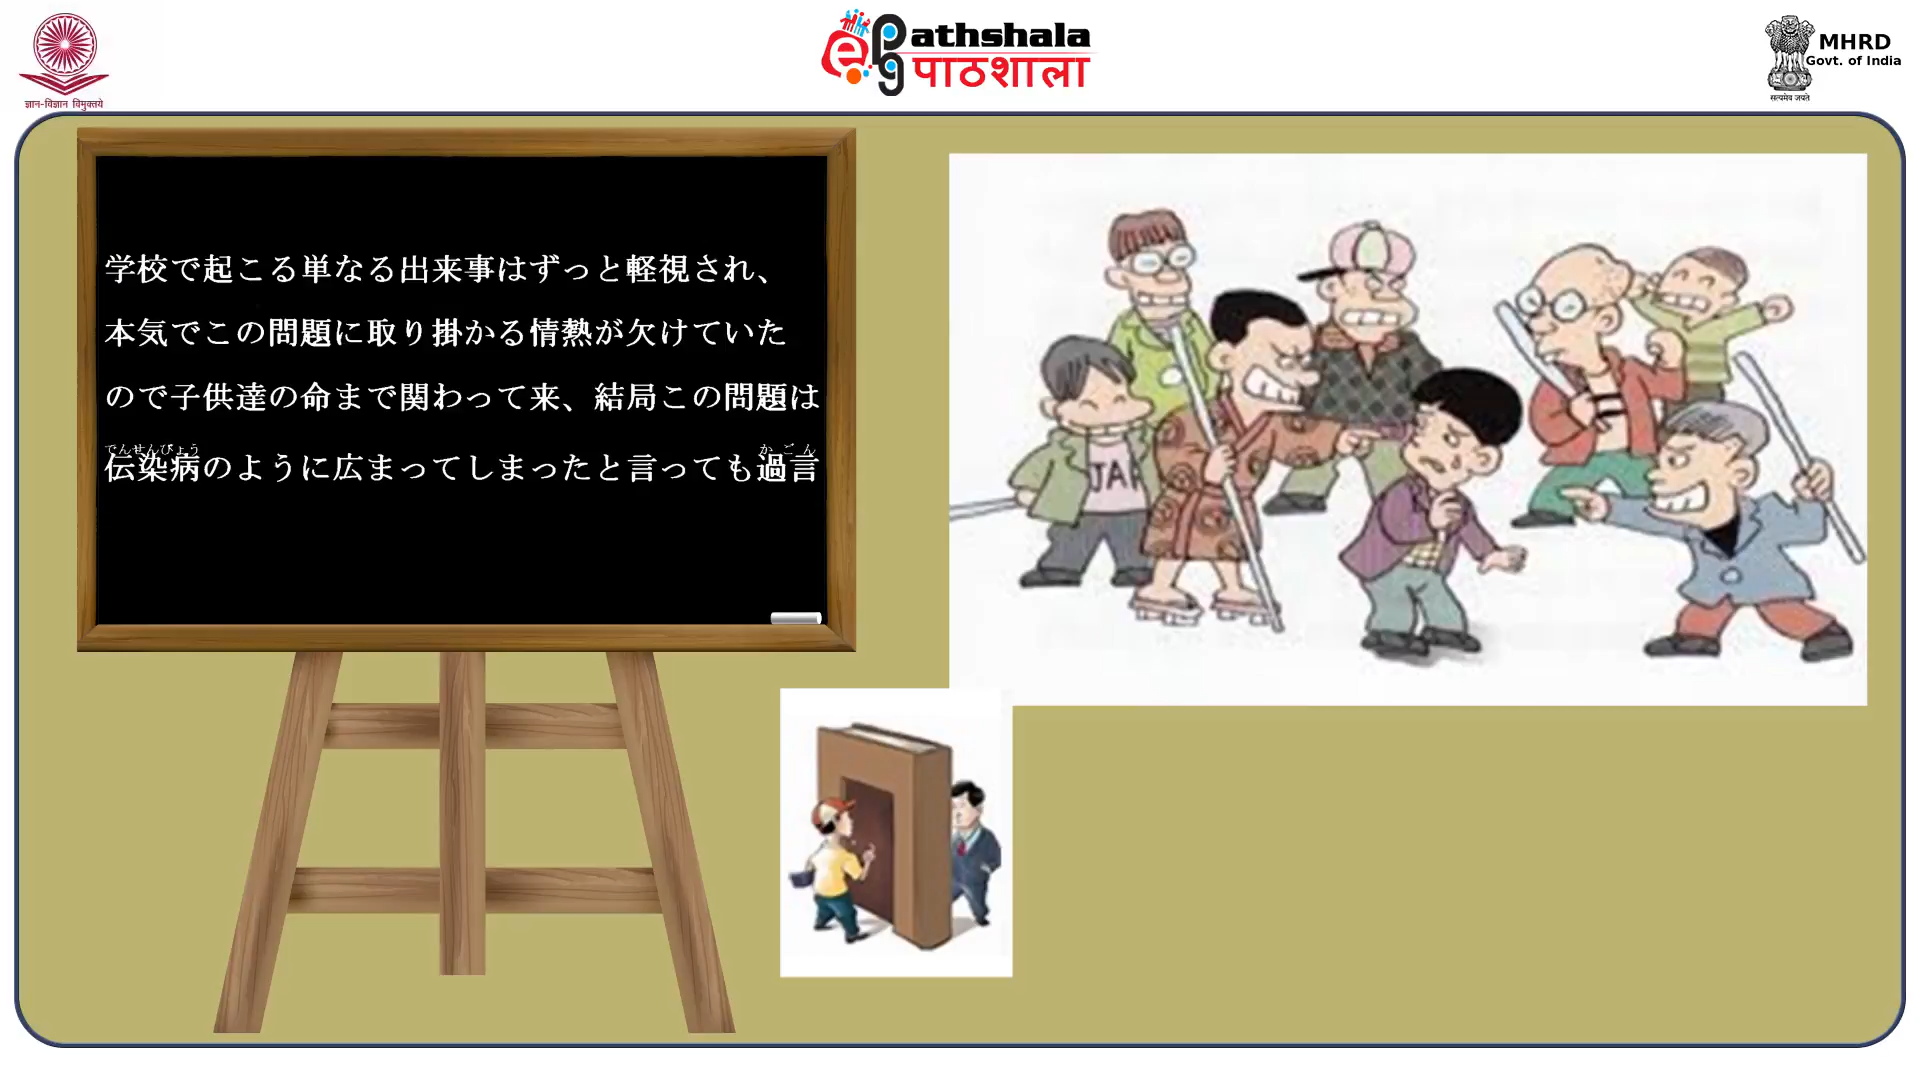 ज्ञान-विज्ञान विमुक्तये
ePathshala
पाठशाला
MHRD
Govt. of India
सत्यमेव जयते
学校で起こる単なる出来事はずっと軽視され、
本気でこの問題に取り掛かる情熱が欠けていた
ので子供達の命まで関わって来、結局この問題は
でんせんびょう かごん
伝染病のように広まってしまったと言っても過言
JAP